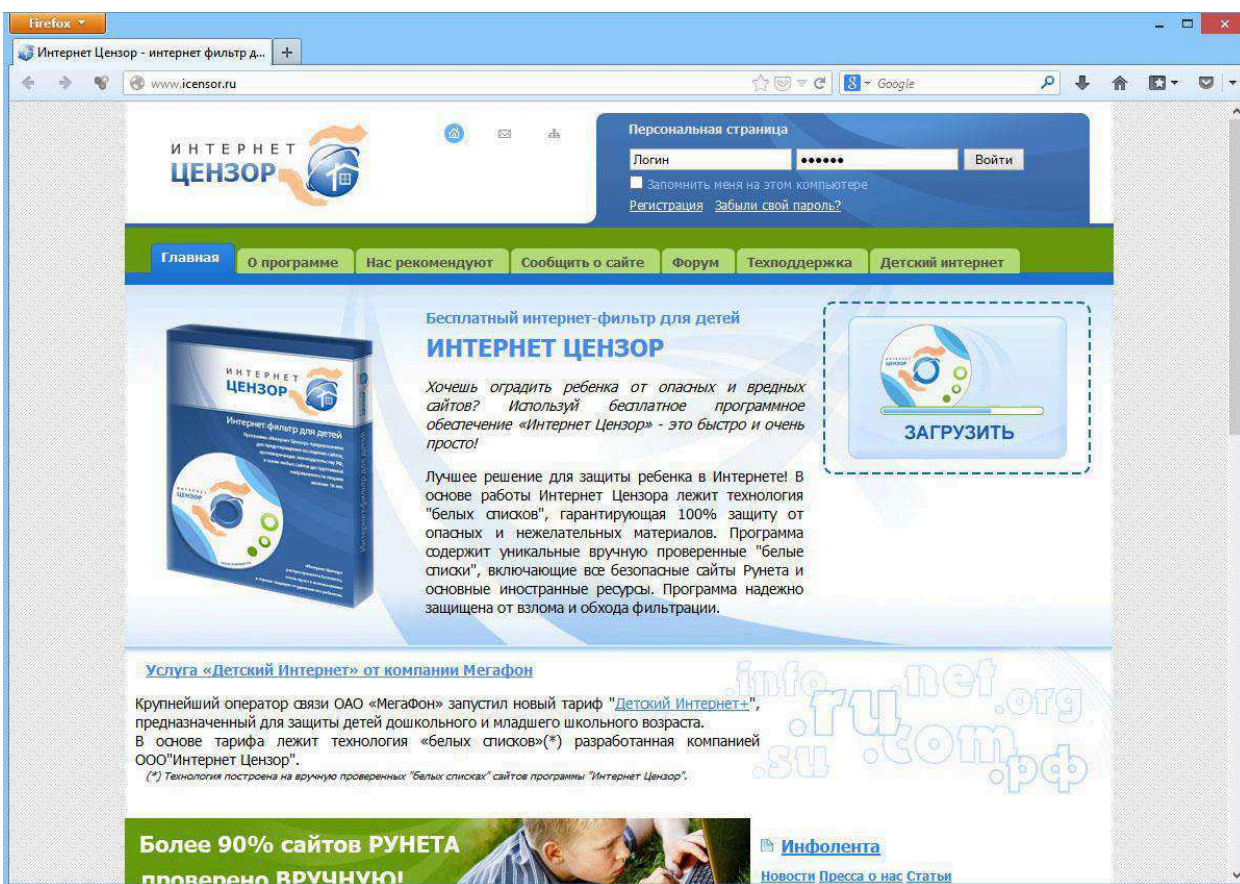 Firefox
Интернет Цензор - интернет фильтр д...
www.icensor.ru
Google
ИНТЕРНЕТ
ЦЕНЗОР
Персональная страница
Логин
Войти
Запомнить меня на этом компьютере
Регистрация Забыли свой пароль?
Главная
О программе
Нас рекомендуют
Сообщить о сайте
Форум
Техподдержка
Детский интернет
ИНТЕРНЕТ
ЦЕНЗОР
Интернет-фильтр для детей
Бесплатный интернет-фильтр для детей
ИНТЕРНЕТ ЦЕНЗОР
Хочешь оградить ребенка от опасных и вредных
сайтов? Используй бесплатное программное
обеспечение «Интернет Цензор» - это быстро и очень
просто!
Лучшее решение для защиты ребенка в Интернете! В
основе работы Интернет Цензора лежит технология
"белых списков", гарантирующая 100% защиту от
опасных и нежелательных материалов. Программа
содержит уникальные вручную проверенные "белые
списки", включающие все безопасные сайты Рунета и
основные иностранные ресурсы. Программа надежно
защищена от взлома и обхода фильтрации.
ЗАГРУЗИТЬ
Услуга «Детский Интернет» от компании Мегафон
Крупнейший оператор связи ОАО «МегаФон» запустил новый тариф "Детский Интернет+",
предназначенный для защиты детей дошкольного и младшего школьного возраста.
В основе тарифа лежит технология «белых списков»(*) разработанная компанией
ООО"Интернет Цензор".
(*) Технология построена на вручную проверенных "белых списках" сайтов программы "Интернет Цензор".
.info
.ru
.net
.org
.su
.com
.рф
Более 90% сайтов РУНЕТА
проверено ВРУЧНУЮ!
Инфолента
Новости Пресса о нас Статьи